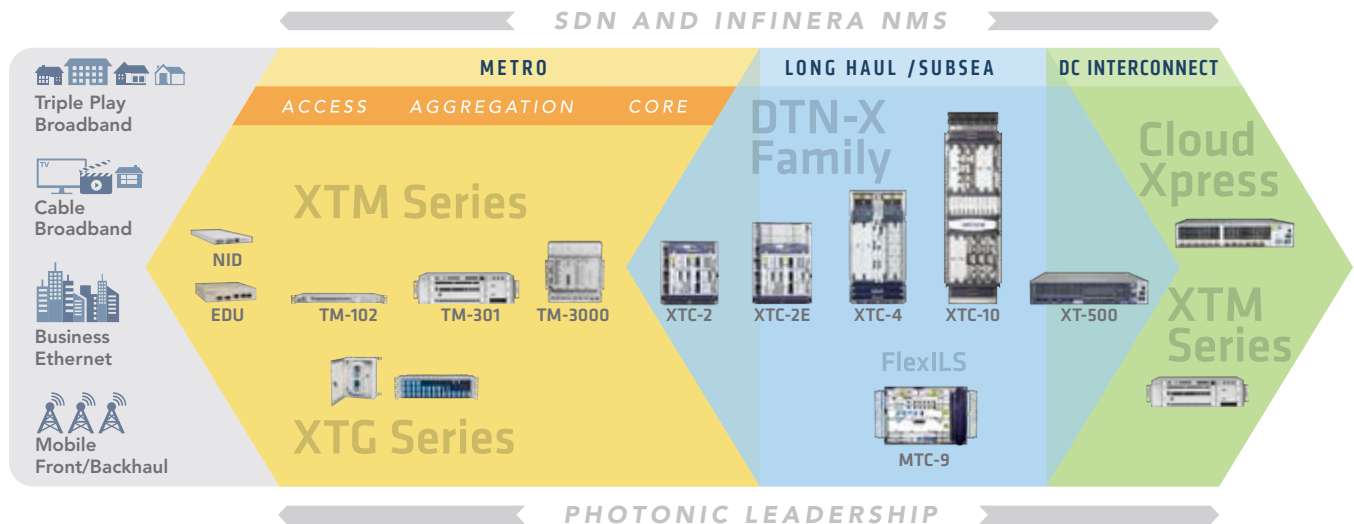 SDN AND INFINERA NMS
METRO
LONG HAUL /SUBSEA
DC INTERCONNECT
ACCESS
AGGREGATION
CORE
Triple Play
Broadband
TV
Cable
Broadband
Business
Ethernet
Mobile
Front/Backhaul
XTM Series
NID
EDU
TM-102
TM-301
TM-3000
XTG Series
DTN-X
Family
XTC-2
XTC-2E
XTC-4
XTC-10
XT-500
FlexILS
MTC-9
Cloud
Xpress
XTM
Series
PHOTONIC LEADERSHIP